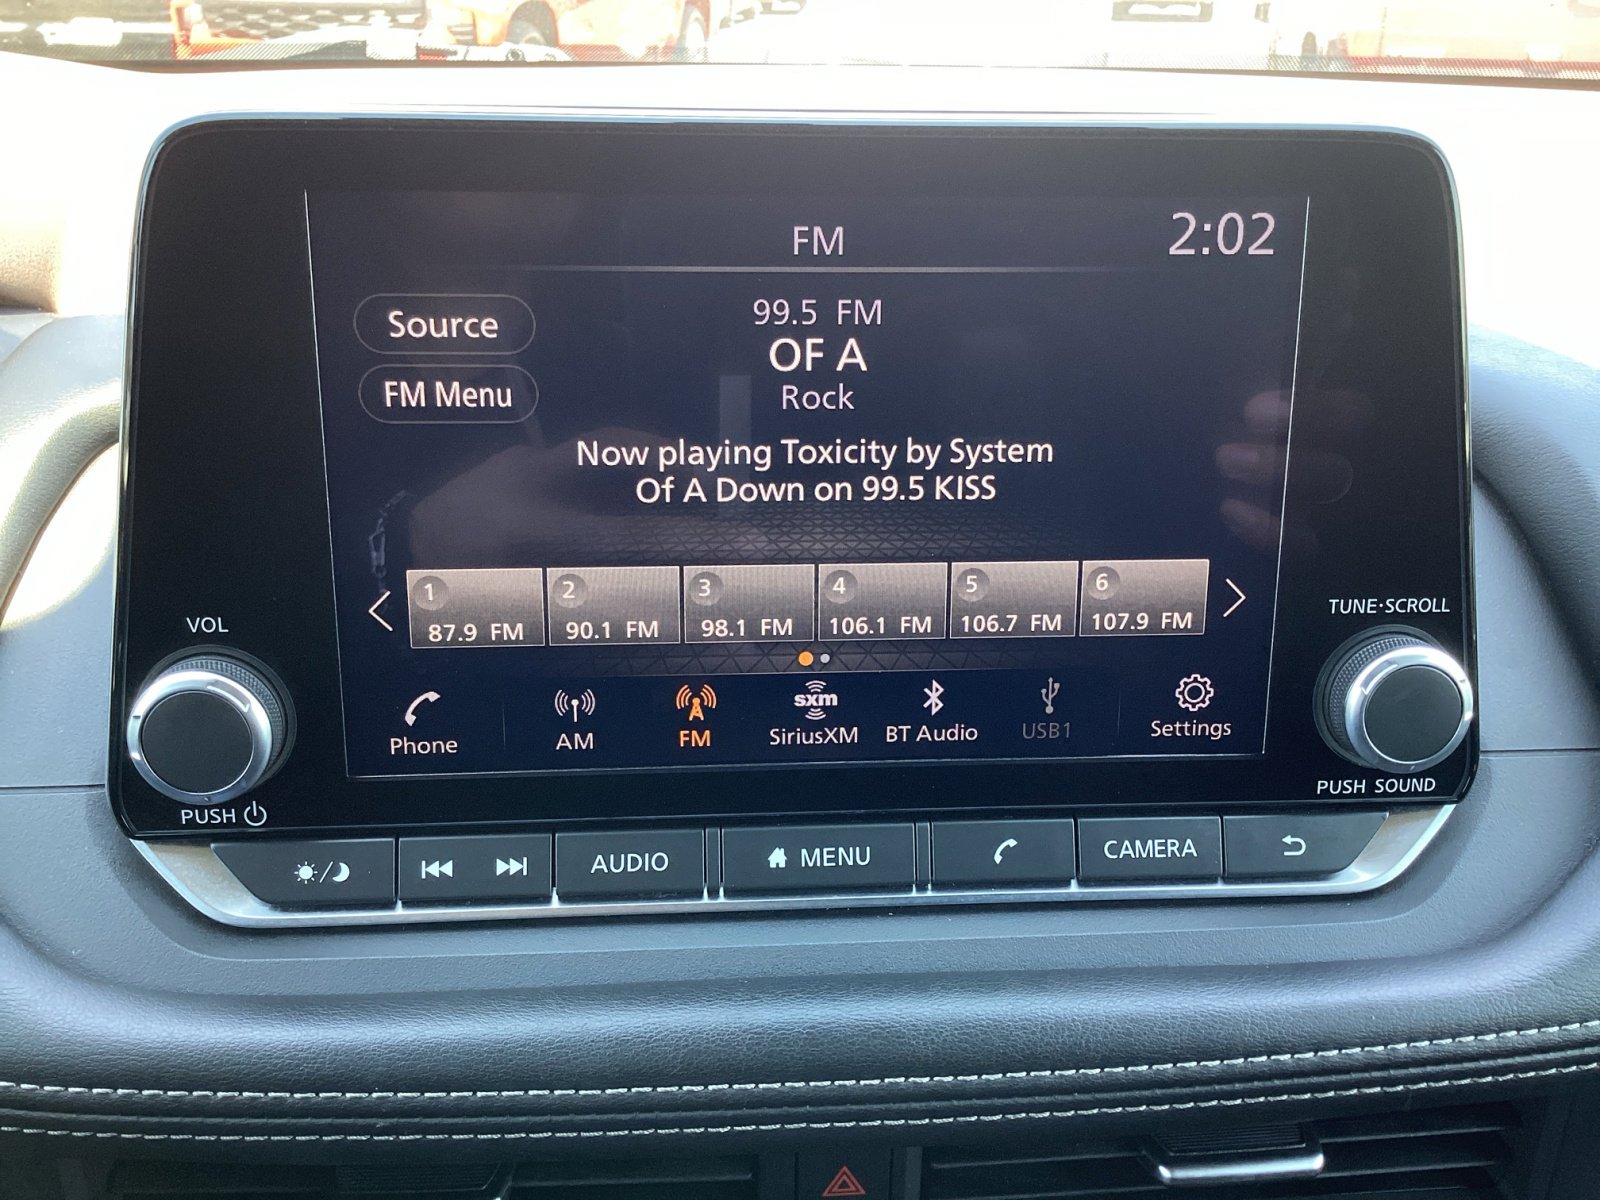 FM
2:02
Source
FM Menu
99.5 FM
OF A
Rock
Now playing Toxicity by System
Of A Down on 99.5 KISS
1
87.9 FM
2
90.1 FM
3
98.1 FM
4
106.1 FM
5
106.7 FM
6
107.9 FM
Phone
AM
FM
sxm
SiriusXM
BT Audio
USB1
Settings
VOL
PUSH
TUNE·SCROLL
PUSH SOUND
AUDIO
MENU
CAMERA